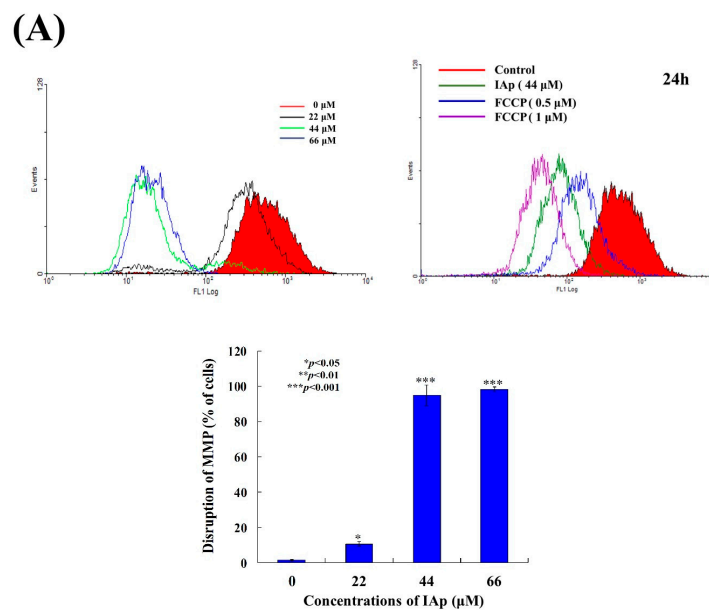 (A)
128
Events
0
10^0 10^1 10^2 10^3 10^4
FL1 Log
0 μM
22 μM
44 μM
66 μM
128
Events
0
10^0 10^1 10^2 10^3
FL1 Log
Control
IAp ( 44 μM)
FCCP ( 0.5 μM)
FCCP ( 1 μM)
24h
Disruption of MMP (% of cells)
120
100
80
60
40
20
0
*p<0.05
**p<0.01
***p<0.001
*
***
***
0 22 44 66
Concentrations of IAp (μM)